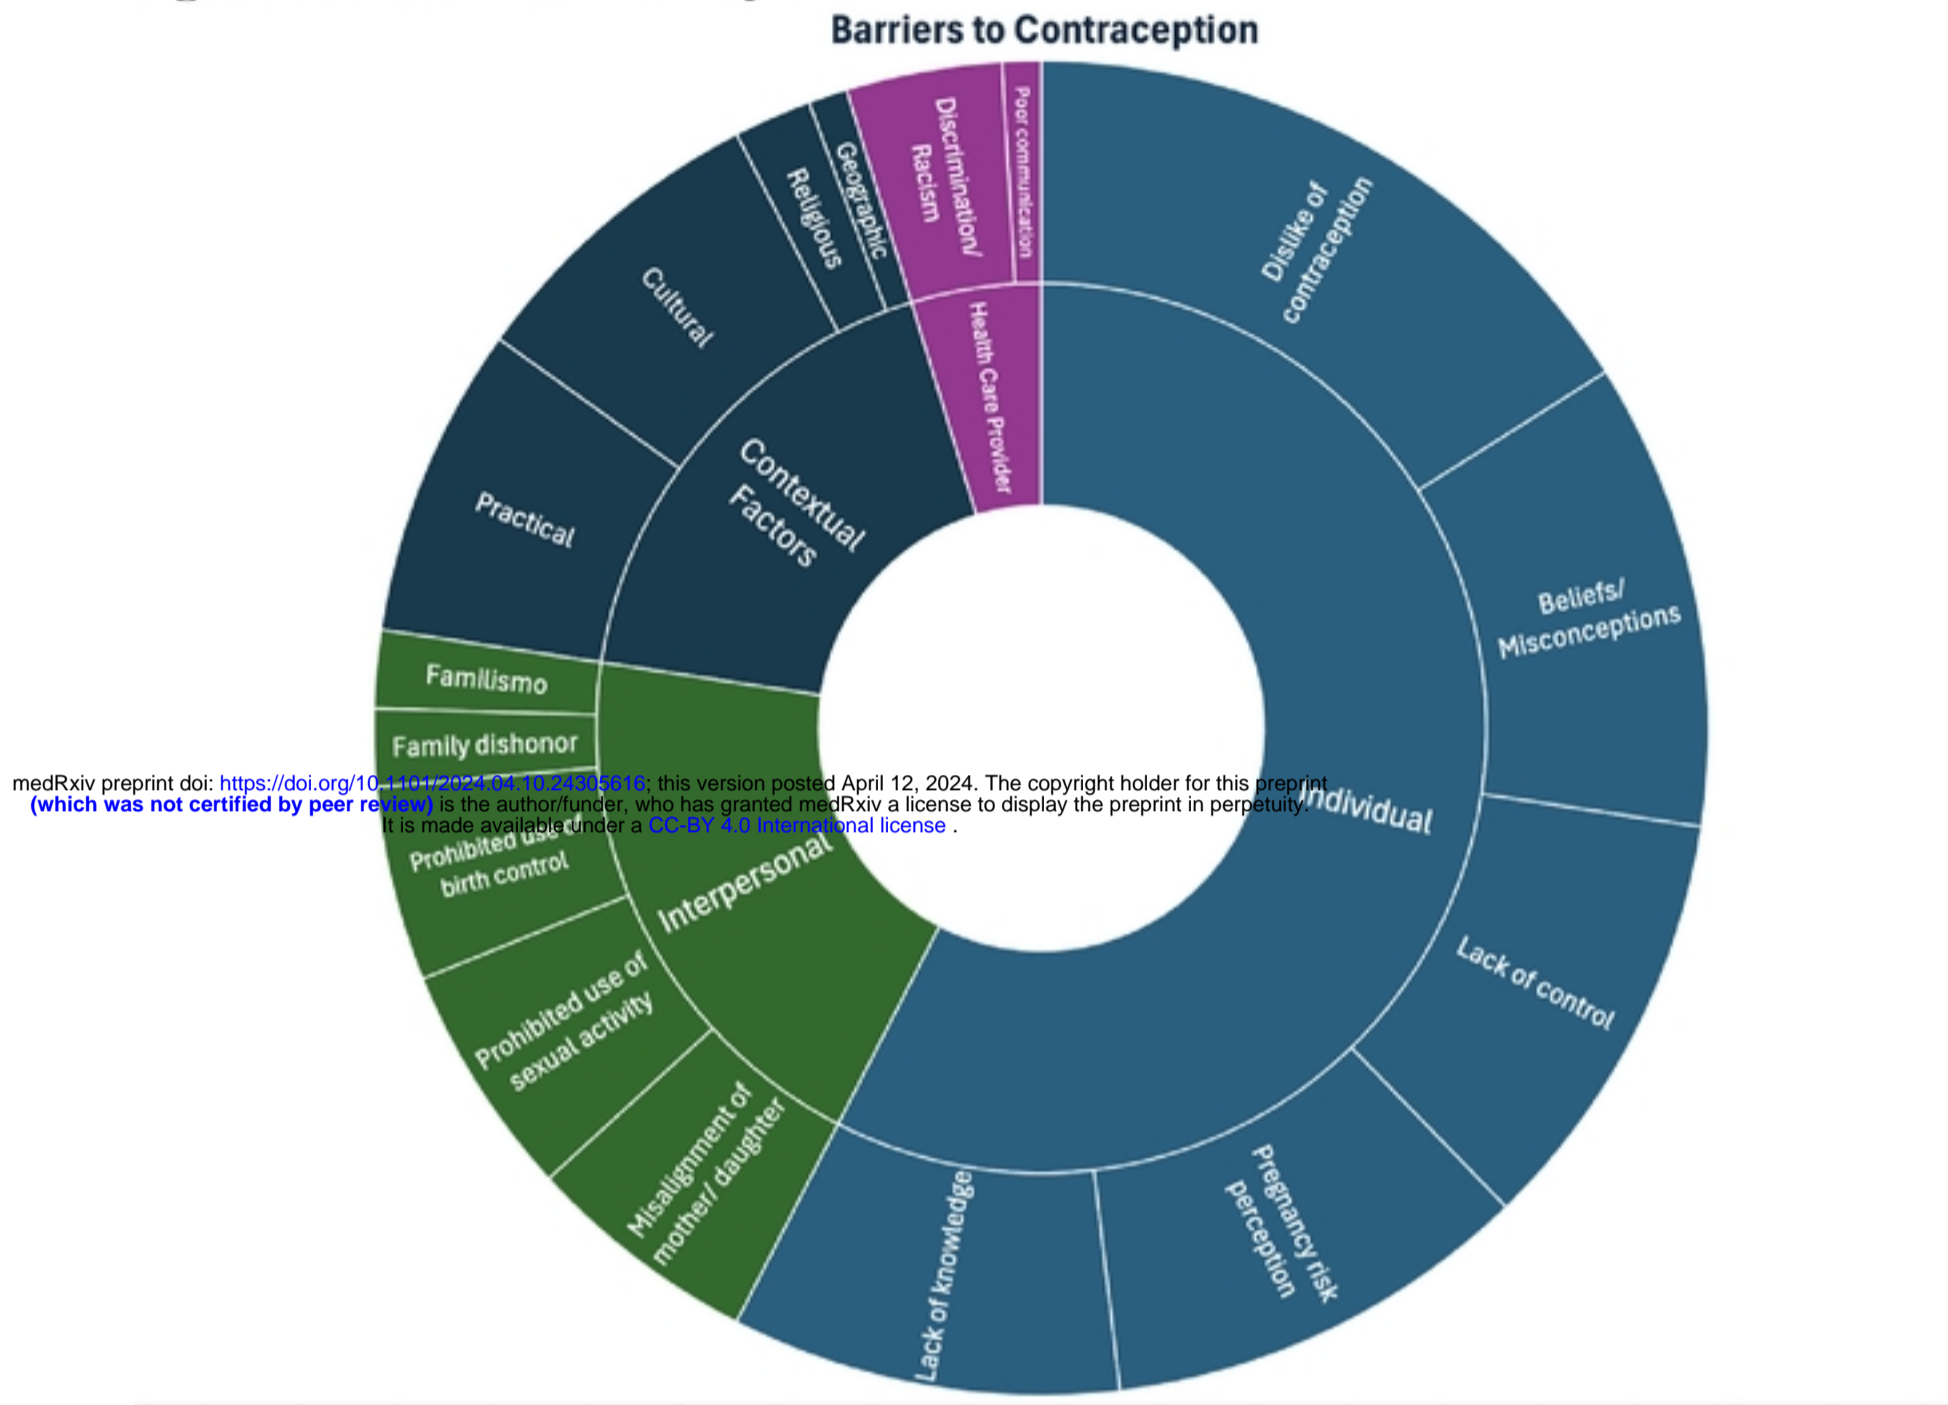 Barriers to Contraception
Dislike of
contraception
Beliefs/
Misconceptions
Lack of control
Pregnancy risk
perception
Lack of knowledge
Individual
Misalignment of
mother/ daughter
Prohibited use of
sexual activity
Prohibited use of
birth control
Family dishonor
Familismo
Interpersonal
Practical
Cultural
Religious
Geographic
Contextual
Factors
Discrimination/
Racism
Poor communication
Health Care Provider
medRxiv preprint doi: https://doi.org/10.1101/2024.04.10.24305616; this version posted April 12, 2024. The copyright holder for this preprint
(which was not certified by peer review) is the author/funder, who has granted medRxiv a license to display the preprint in perpetuity.
It is made available under a CC-BY 4.0 International license .